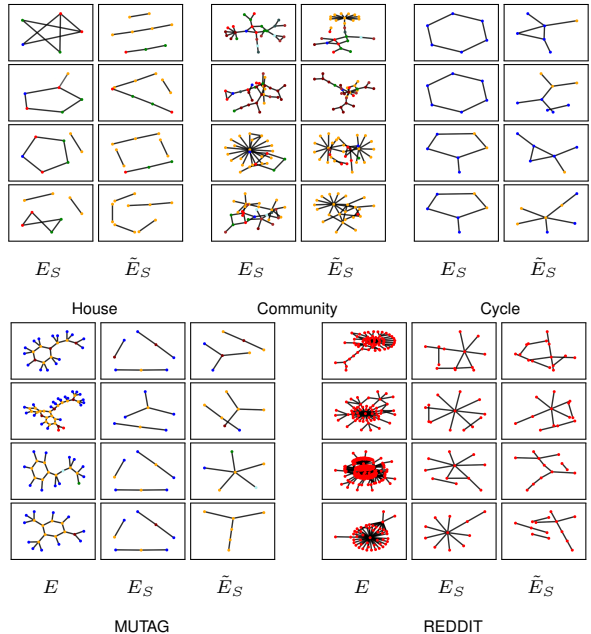 E_S Ẽ_S E_S Ẽ_S E_S Ẽ_S
House Community Cycle
E E_S Ẽ_S E E_S Ẽ_S
MUTAG REDDIT